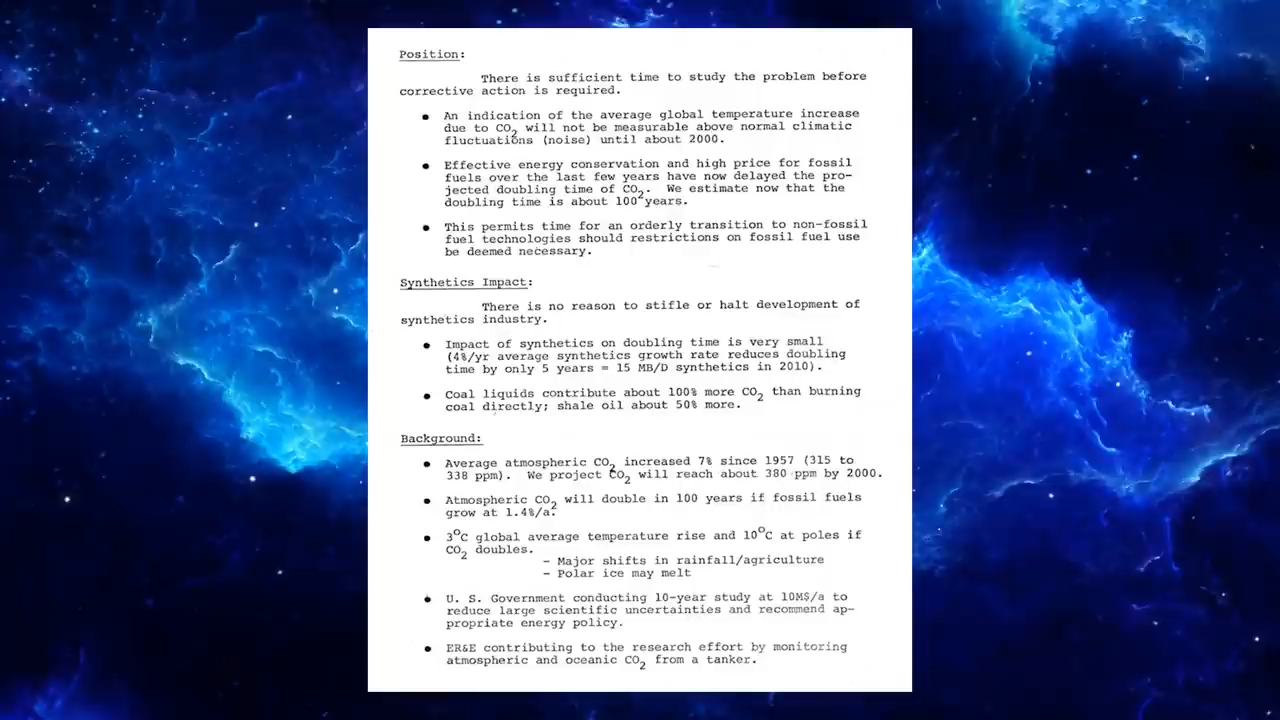 Position:
There is sufficient time to study the problem before
corrective action is required.
• An indication of the average global temperature increase
due to CO2 will not be measurable above normal climatic
fluctuations (noise) until about 2000.
• Effective energy conservation and high price for fossil
fuels over the last few years have now delayed the pro-
jected doubling time of CO2. We estimate now that the
doubling time is about 100 years.
• This permits time for an orderly transition to non-fossil
fuel technologies should restrictions on fossil fuel use
be deemed necessary.
Synthetics Impact:
There is no reason to stifle or halt development of
synthetics industry.
• Impact of synthetics on doubling time is very small
(4%/yr average synthetics growth rate reduces doubling
time by only 5 years = 15 MB/D synthetics in 2010).
• Coal liquids contribute about 100% more CO2 than burning
coal directly; shale oil about 50% more.
Background:
• Average atmospheric CO2 increased 7% since 1957 (315 to
338 ppm). We project CO2 will reach about 380 ppm by 2000.
• Atmospheric CO2 will double in 100 years if fossil fuels
grow at 1.4%/a.
• 3°C global average temperature rise and 10°C at poles if
CO2 doubles.
- Major shifts in rainfall/agriculture
- Polar ice may melt
• U. S. Government conducting 10-year study at 10M$/a to
reduce large scientific uncertainties and recommend ap-
propriate energy policy.
• ER&E contributing to the research effort by monitoring
atmospheric and oceanic CO2 from a tanker.